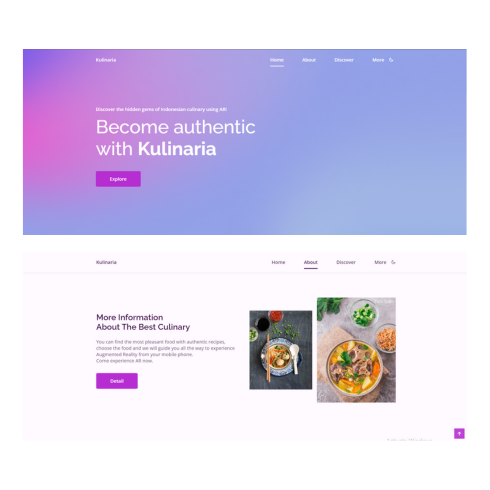 Kulinaria
Home About Discover More
Discover the hidden gems of Indonesian culinary using AR!
Become authentic
with Kulinaria
Explore
Kulinaria
Home About Discover More
More Information
About The Best Culinary
You can find the most pleasant food with authentic recipes,
choose the food and we will guide you all the way to experience
Augmented Reality from your mobile phone.
Come experience AR now.
Detail